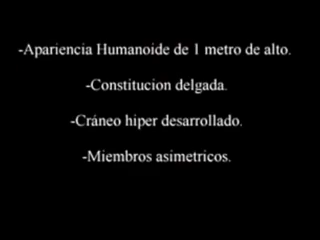 -Apariencia Humanoide de 1 metro de alto.
-Constitucion delgada.
-Cráneo hiper desarrollado.
-Miembros asimetricos.